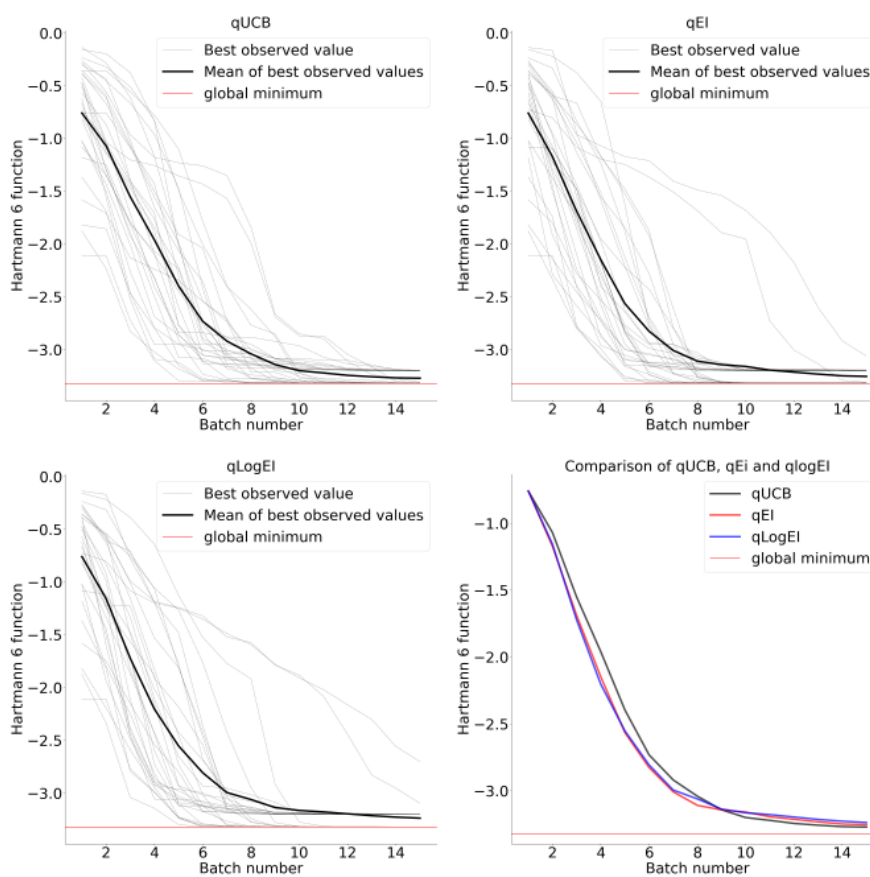 qUCB
0.0
−0.5
−1.0
−1.5
−2.0
−2.5
−3.0
Hartmann 6 function
Best observed value
Mean of best observed values
global minimum
2 4 6 8 10 12 14
Batch number
qEI
0.0
−0.5
−1.0
−1.5
−2.0
−2.5
−3.0
Hartmann 6 function
Best observed value
Mean of best observed values
global minimum
2 4 6 8 10 12 14
Batch number
qLogEI
0.0
−0.5
−1.0
−1.5
−2.0
−2.5
−3.0
Hartmann 6 function
Best observed value
Mean of best observed values
global minimum
2 4 6 8 10 12 14
Batch number
Comparison of qUCB, qEi and qlogEI
−1.0
−1.5
−2.0
−2.5
−3.0
Hartmann 6 function
qUCB
qEI
qLogEI
global minimum
2 4 6 8 10 12 14
Batch number